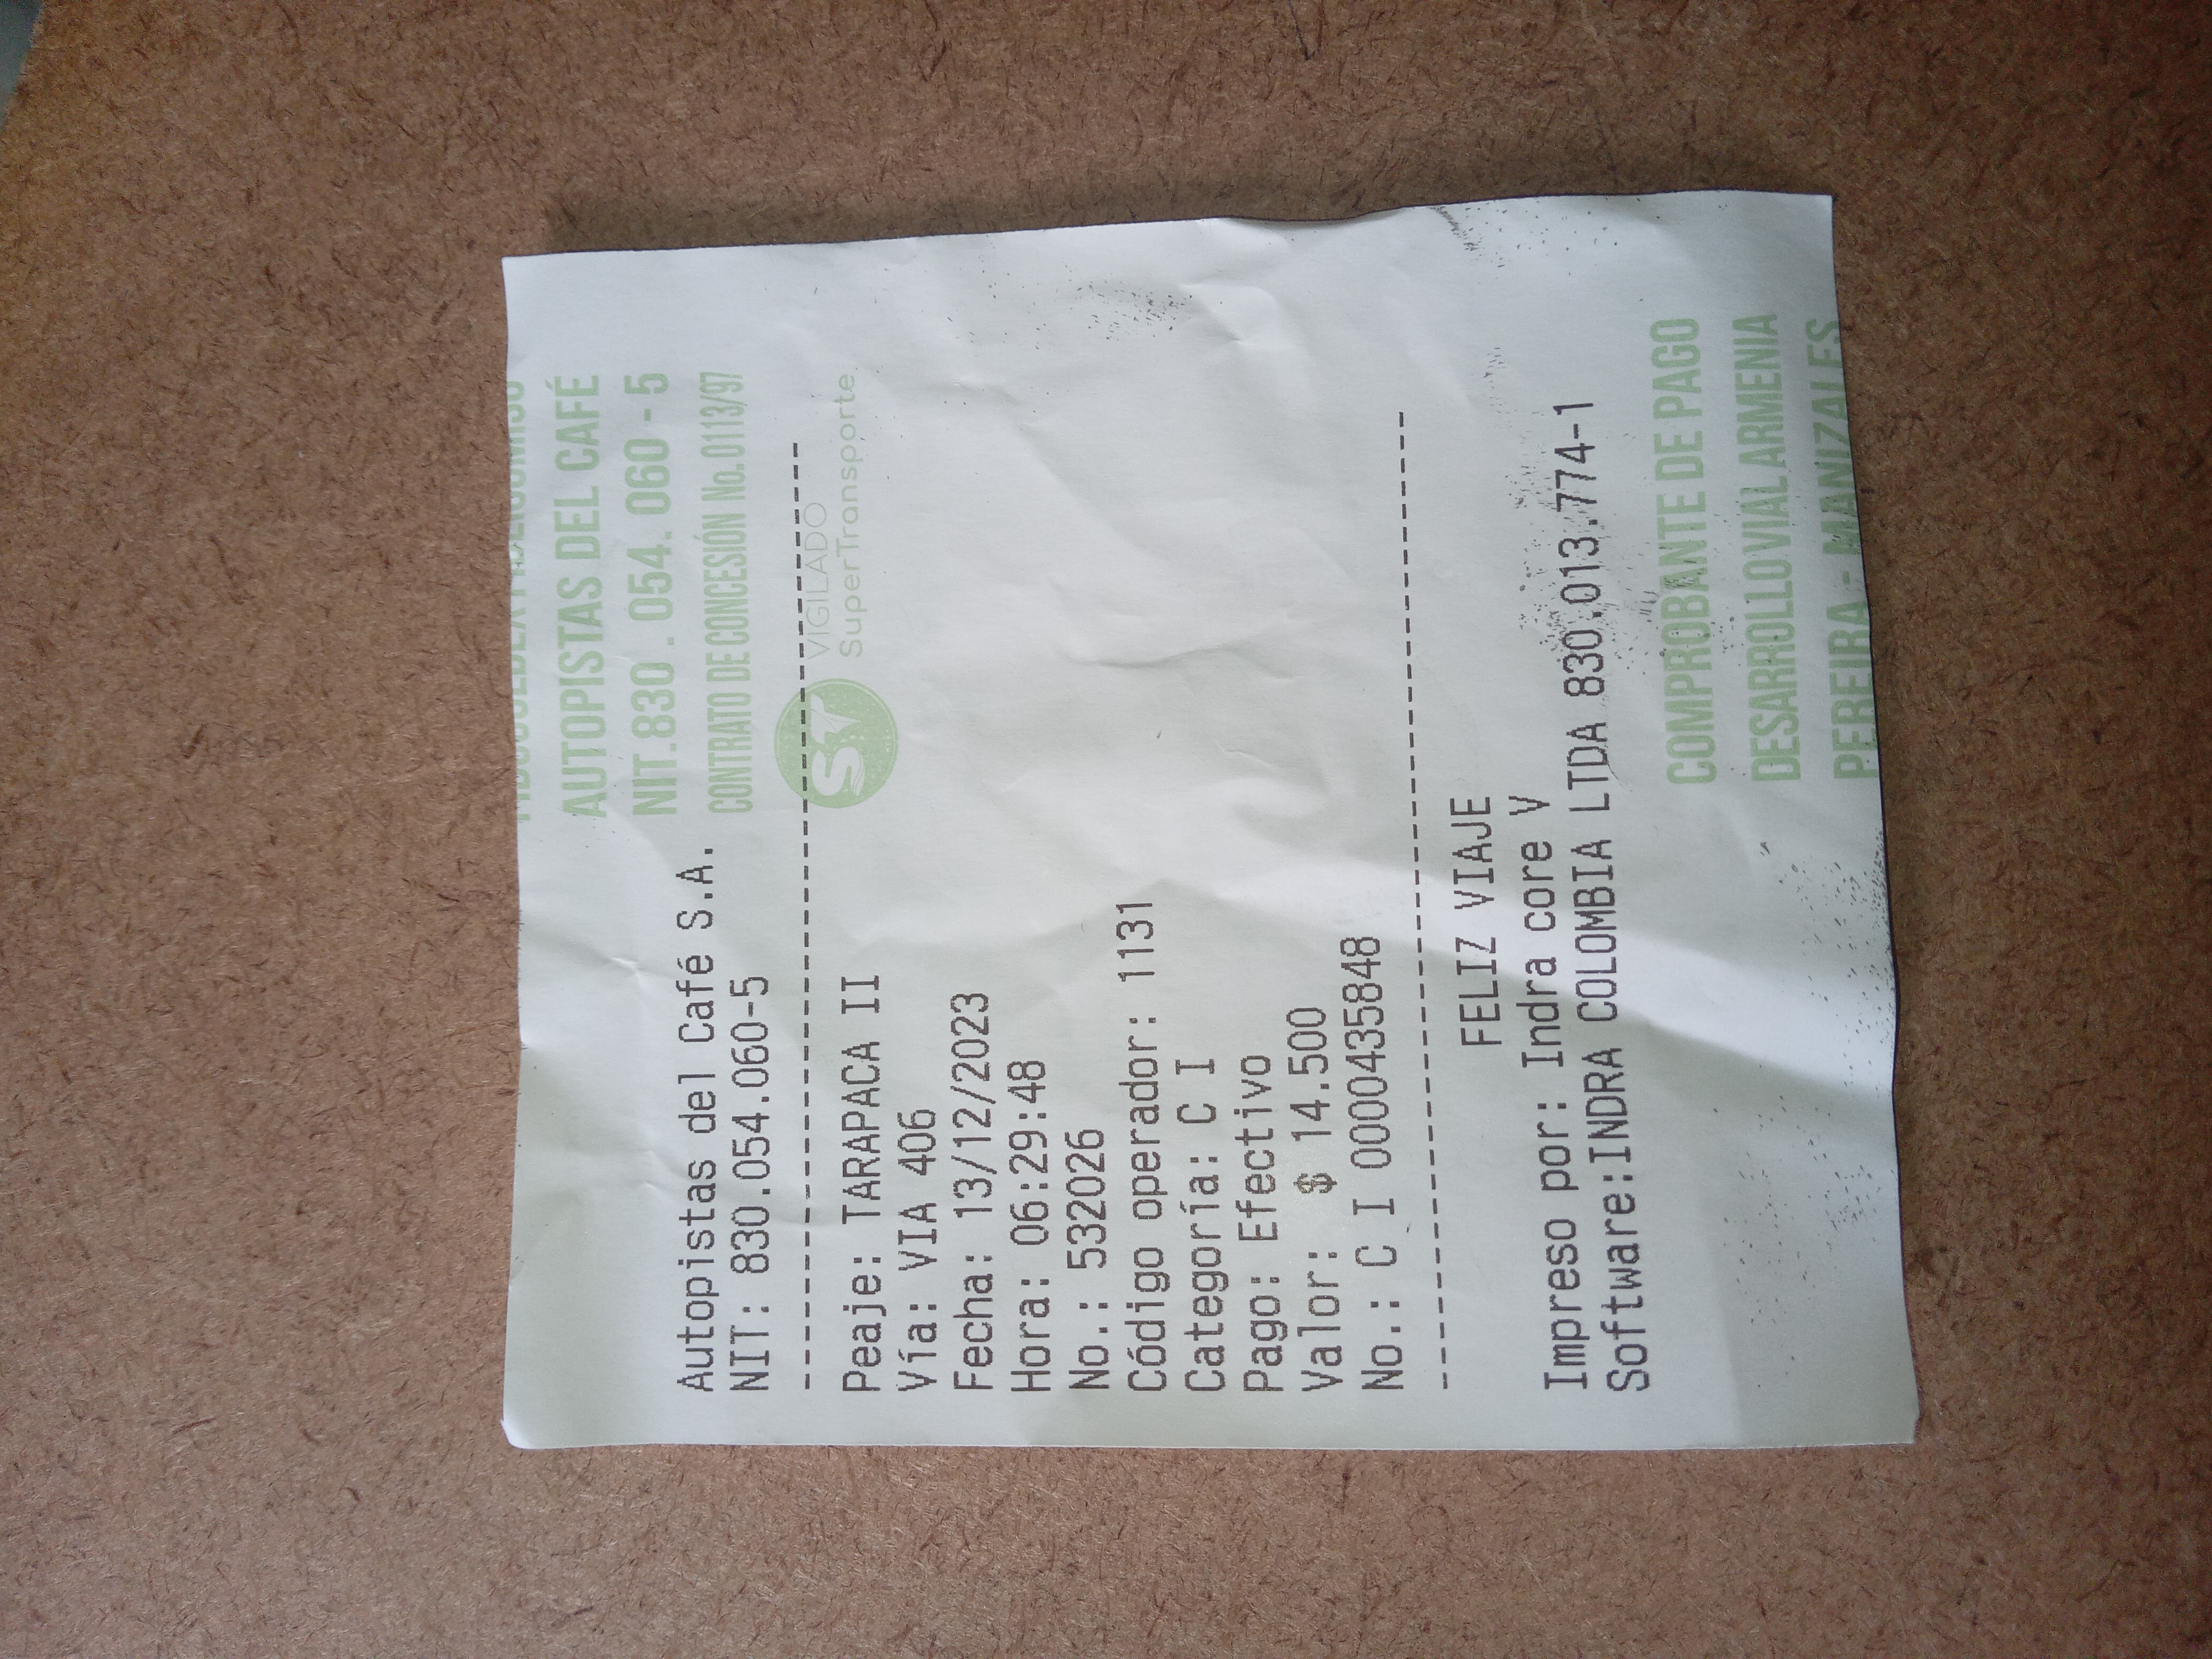 AUTOPISTAS DEL CAFÉ
NIT.830 . 054. 060 - 5
CONTRATO DE CONCESIÓN No. 0113/97
Autopistas del Café S.A.
NIT: 830.054.060-5
--------------------------------
ST
VIGILADO
SuperTransporte
Peaje: TARAPACA II
Vía: VIA 406
Fecha: 13/12/2023
Hora: 06:29:48
No.: 532026
Código operador: 1131
Categoría: C I
Pago: Efectivo
Valor: $ 14.500
No.: C I 0000435848
--------------------------------
FELIZ VIAJE
Impreso por: Indra core V
Software:INDRA COLOMBIA LTDA 830.013.774-1
COMPROBANTE DE PAGO
DESARROLLO VIAL ARMENIA
PEREIRA - MANIZALES